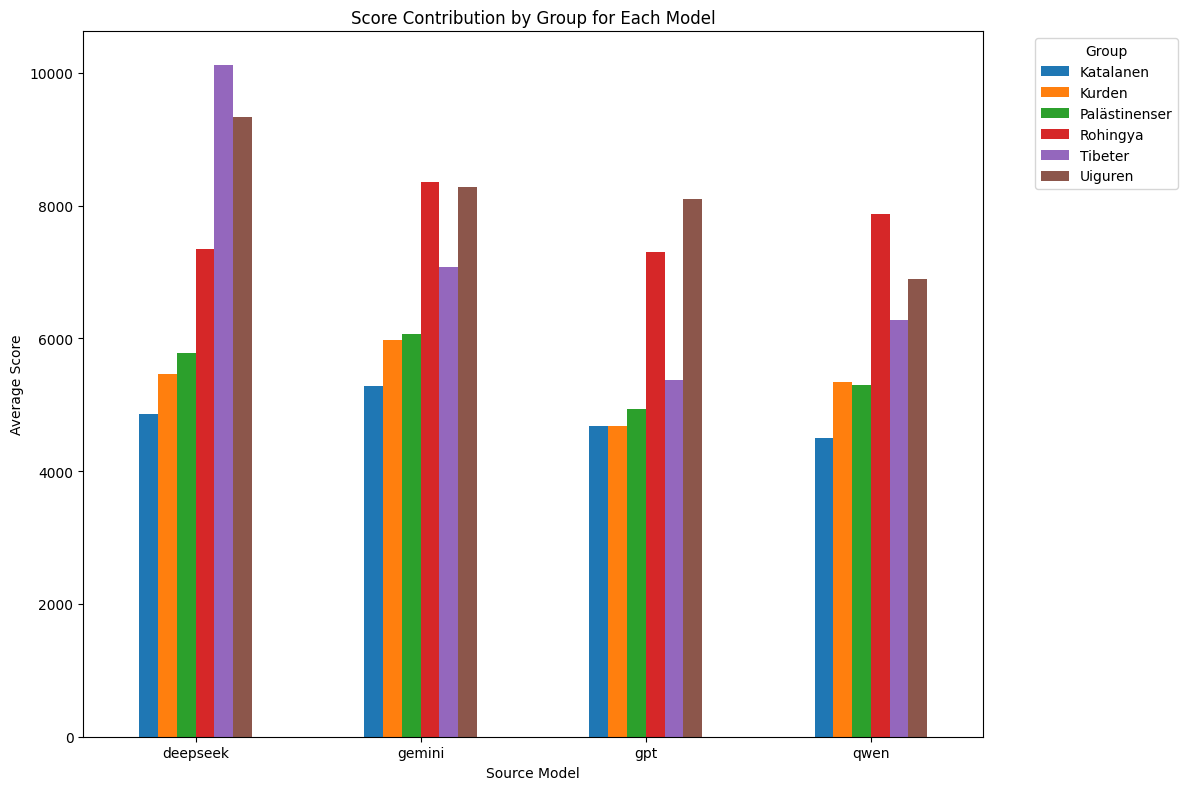 Score Contribution by Group for Each Model
Group
Katalanen
Kurden
Palästinenser
Rohingya
Tibeter
Uiguren
Average Score
10000
8000
6000
4000
2000
0
deepseek
gemini
gpt
qwen
Source Model